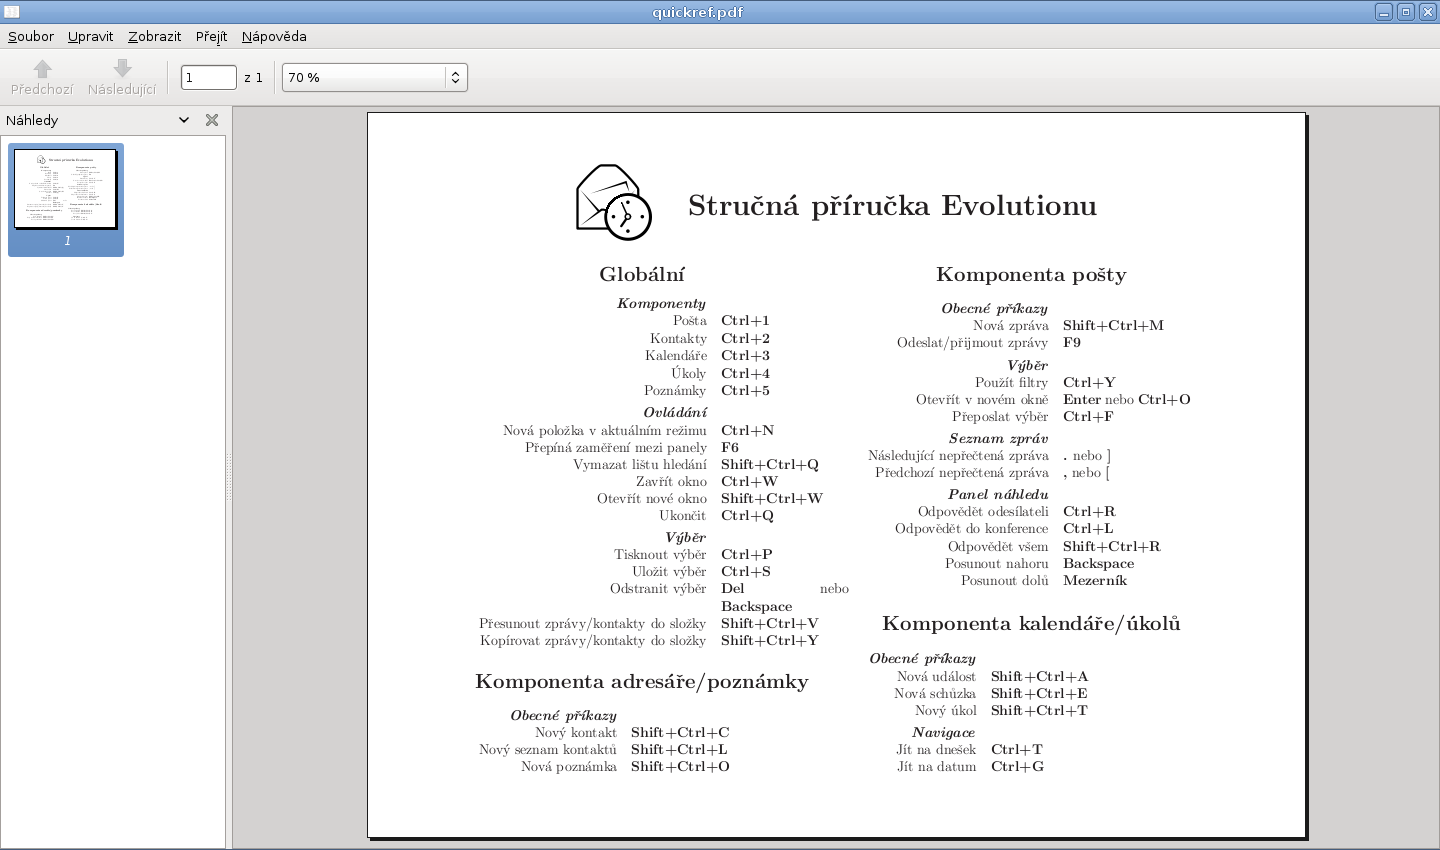 quickref.pdf
Soubor Upravit Zobrazit Přejít Nápověda
Předchozí Následující 1 z 1 70 %
Náhledy
1
Stručná příručka Evolutionu
Globální
Komponenty
Pošta Ctrl+1
Kontakty Ctrl+2
Kalendáře Ctrl+3
Úkoly Ctrl+4
Poznámky Ctrl+5
Ovládání
Nová položka v aktuálním režimu Ctrl+N
Přepíná zaměření mezi panely F6
Vymazat lištu hledání Shift+Ctrl+Q
Zavřít okno Ctrl+W
Otevřít nové okno Shift+Ctrl+W
Ukončit Ctrl+Q
Výběr
Tisknout výběr Ctrl+P
Uložit výběr Ctrl+S
Odstranit výběr Del nebo
Backspace
Přesunout zprávy/kontakty do složky Shift+Ctrl+V
Kopírovat zprávy/kontakty do složky Shift+Ctrl+Y
Komponenta adresáře/poznámky
Obecné příkazy
Nový kontakt Shift+Ctrl+C
Nový seznam kontaktů Shift+Ctrl+L
Nová poznámka Shift+Ctrl+O
Komponenta pošty
Obecné příkazy
Nová zpráva Shift+Ctrl+M
Odeslat/přijmout zprávy F9
Výběr
Použít filtry Ctrl+Y
Otevřít v novém okně Enter nebo Ctrl+O
Přeposlat výběr Ctrl+F
Seznam zpráv
Následující nepřečtená zpráva . nebo ]
Předchozí nepřečtená zpráva , nebo [
Panel náhledu
Odpovědět odesílateli Ctrl+R
Odpovědět do konference Ctrl+L
Odpovědět všem Shift+Ctrl+R
Posunout nahoru Backspace
Posunout dolů Mezerník
Komponenta kalendáře/úkolů
Obecné příkazy
Nová událost Shift+Ctrl+A
Nová schůzka Shift+Ctrl+E
Nový úkol Shift+Ctrl+T
Navigace
Jít na dnešek Ctrl+T
Jít na datum Ctrl+G